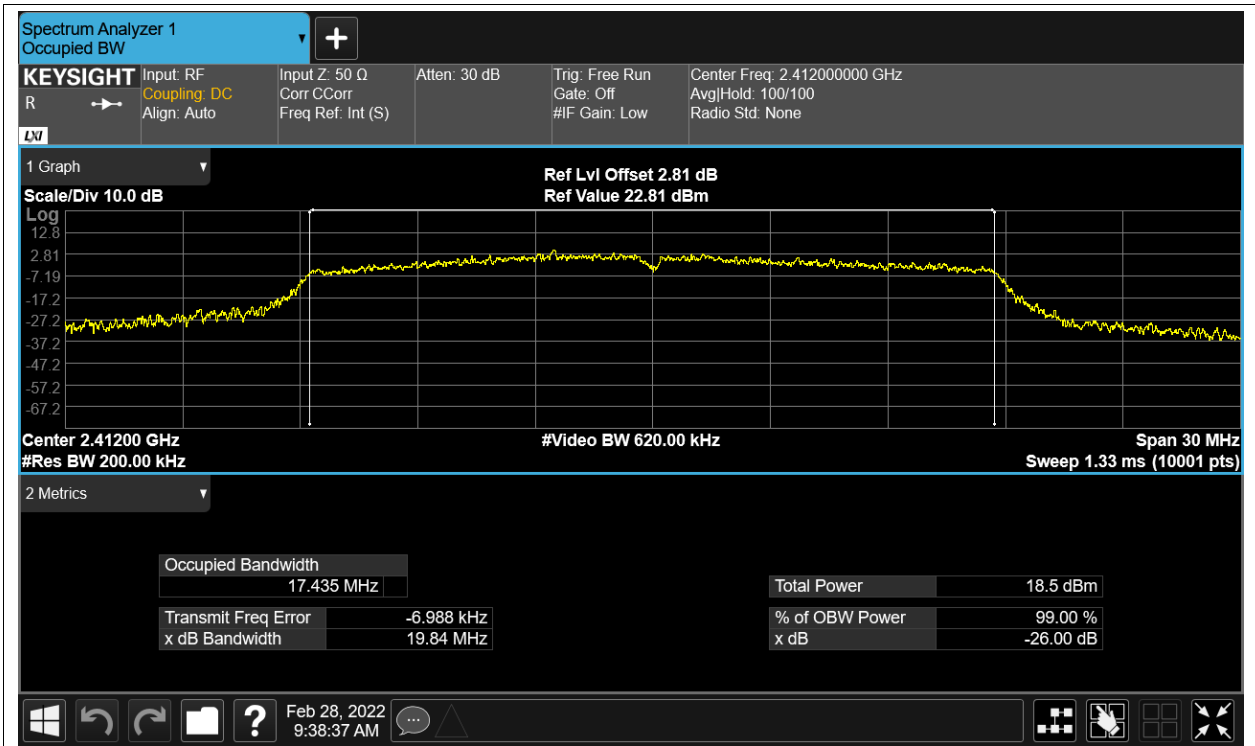 Spectrum Analyzer 1
Occupied BW
KEYSIGHT
R
LXI
Input: RF
Coupling: DC
Align: Auto
Input Z: 50 Ω
Corr CCorr
Freq Ref: Int (S)
Atten: 30 dB
Trig: Free Run
Gate: Off
#IF Gain: Low
Center Freq: 2.412000000 GHz
Avg|Hold: 100/100
Radio Std: None
1 Graph
Scale/Div 10.0 dB
Ref Lvl Offset 2.81 dB
Ref Value 22.81 dBm
Log
12.8
2.81
-7.19
-17.2
-27.2
-37.2
-47.2
-57.2
-67.2
Center 2.41200 GHz
#Res BW 200.00 kHz
#Video BW 620.00 kHz
Span 30 MHz
Sweep 1.33 ms (10001 pts)
2 Metrics
Occupied Bandwidth
17.435 MHz
Transmit Freq Error -6.988 kHz
x dB Bandwidth 19.84 MHz
Total Power 18.5 dBm
% of OBW Power 99.00 %
x dB -26.00 dB
Feb 28, 2022
9:38:37 AM